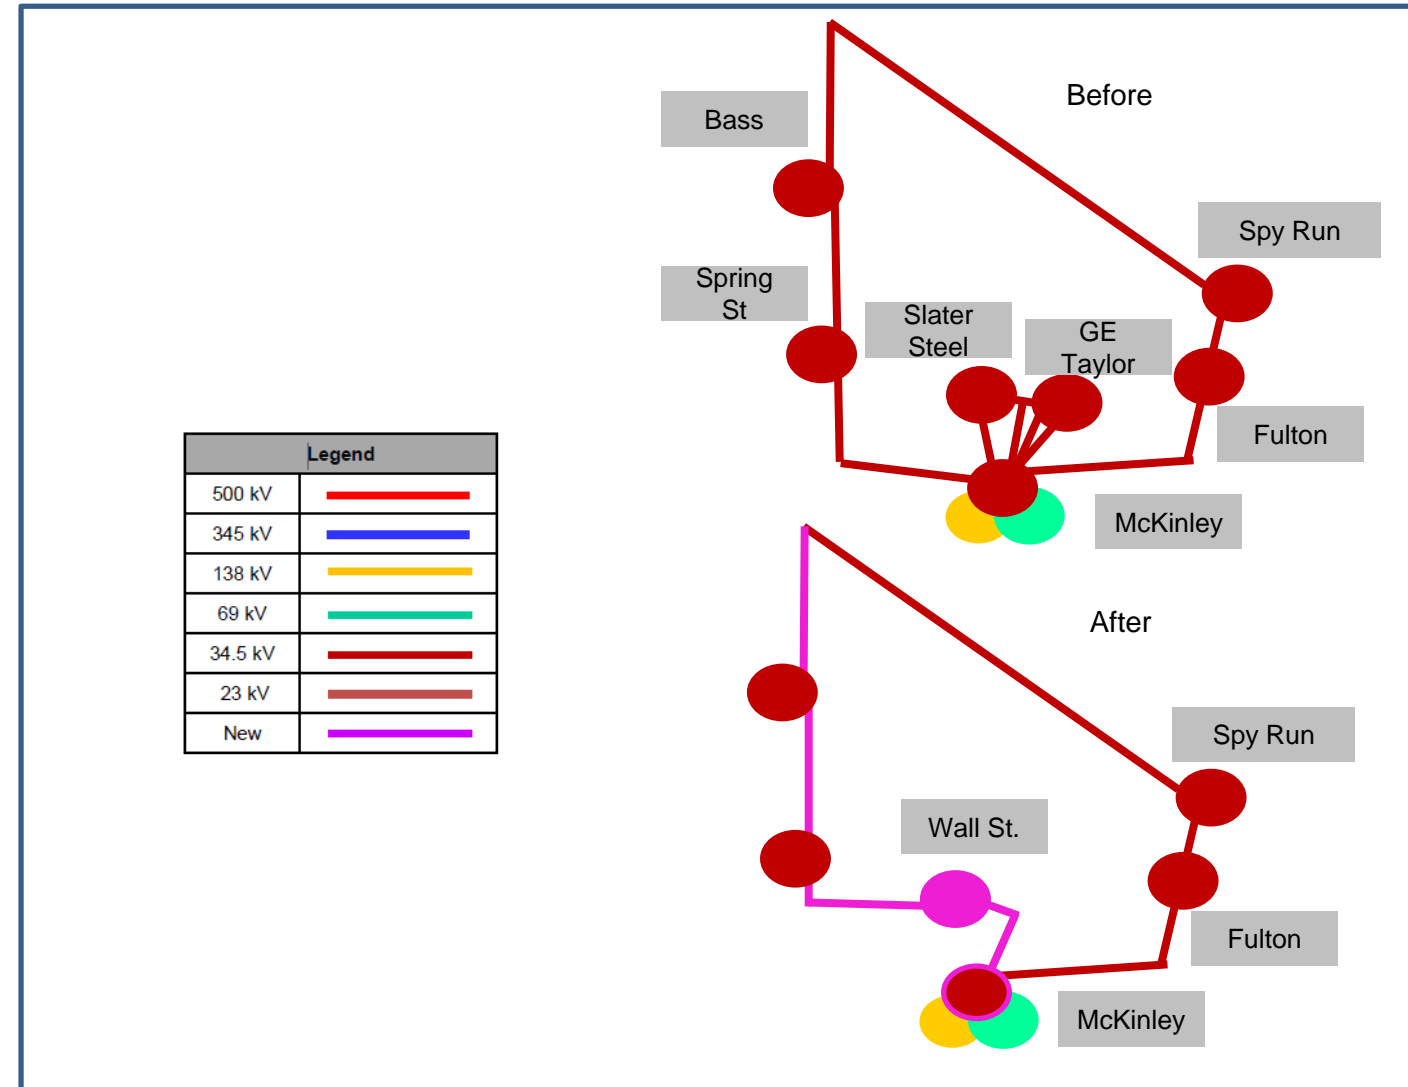 Before
Bass
Spy Run
Spring
St
Slater
Steel
GE
Taylor
Fulton
McKinley
Legend
500 kV
345 kV
138 kV
69 kV
34.5 kV
23 kV
New
After
Spy Run
Wall St.
Fulton
McKinley